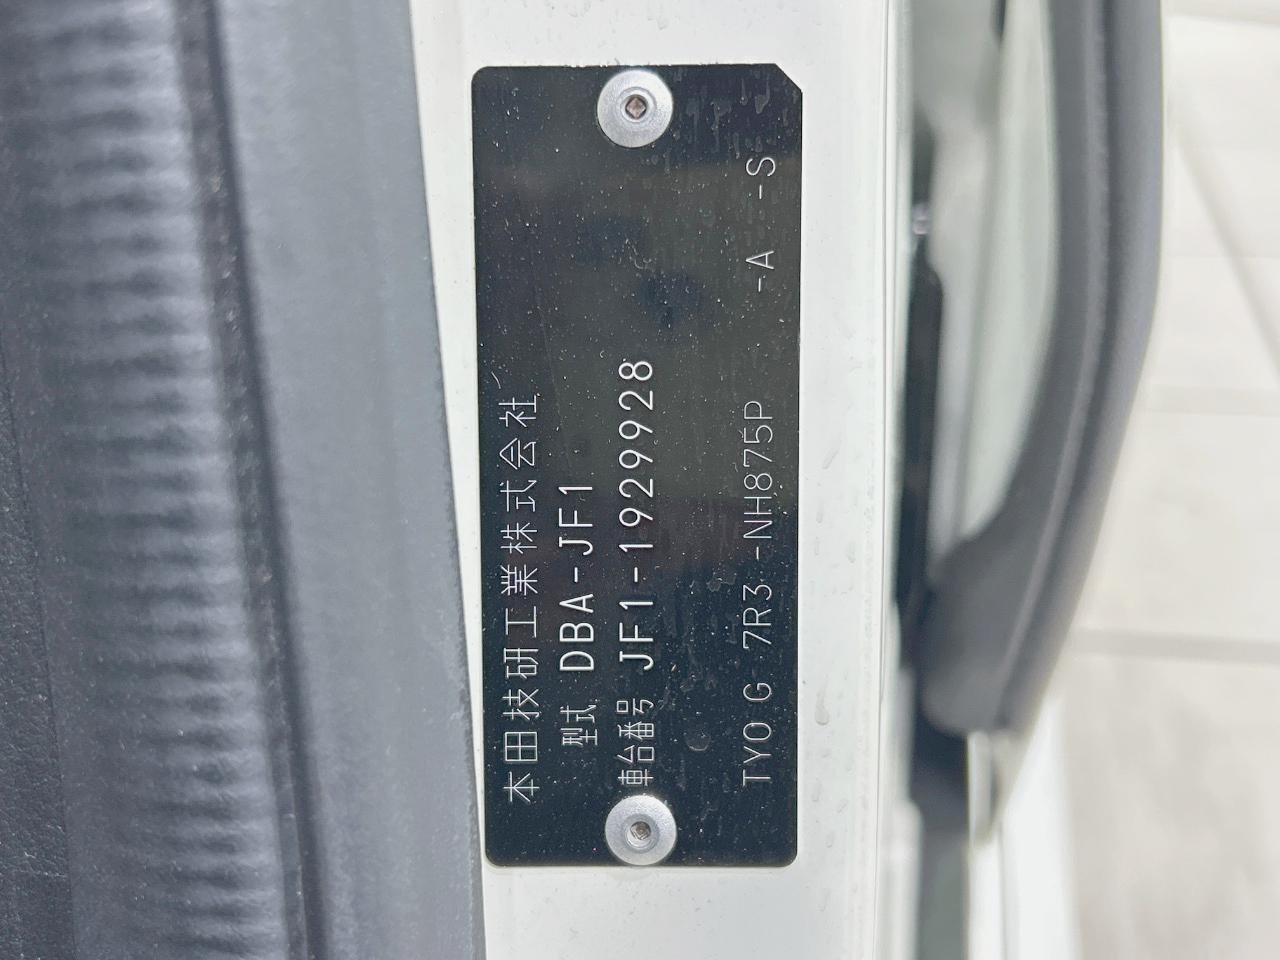 本田技研工業株式会社
型式 DBA-JF1
車台番号 JF1-1929928
TYO G 7R3 -NH875P -A -S